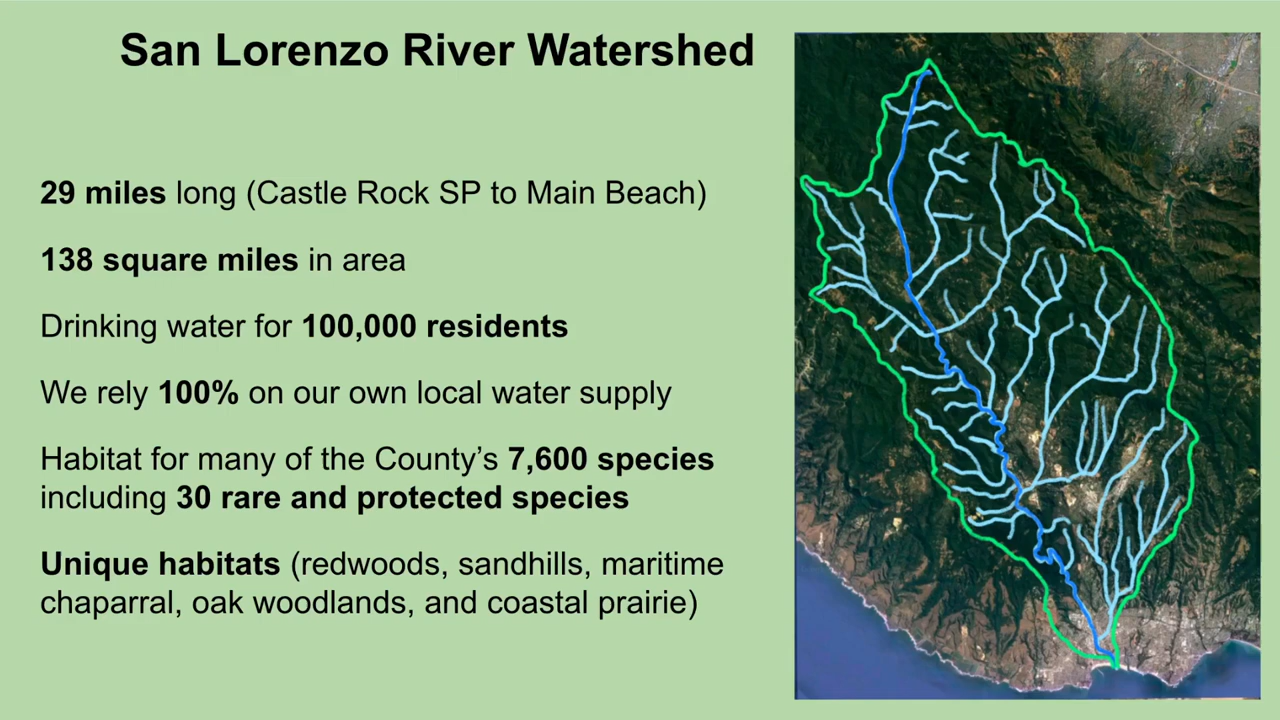 San Lorenzo River Watershed
29 miles long (Castle Rock SP to Main Beach)
138 square miles in area
Drinking water for 100,000 residents
We rely 100% on our own local water supply
Habitat for many of the County’s 7,600 species
including 30 rare and protected species
Unique habitats (redwoods, sandhills, maritime
chaparral, oak woodlands, and coastal prairie)